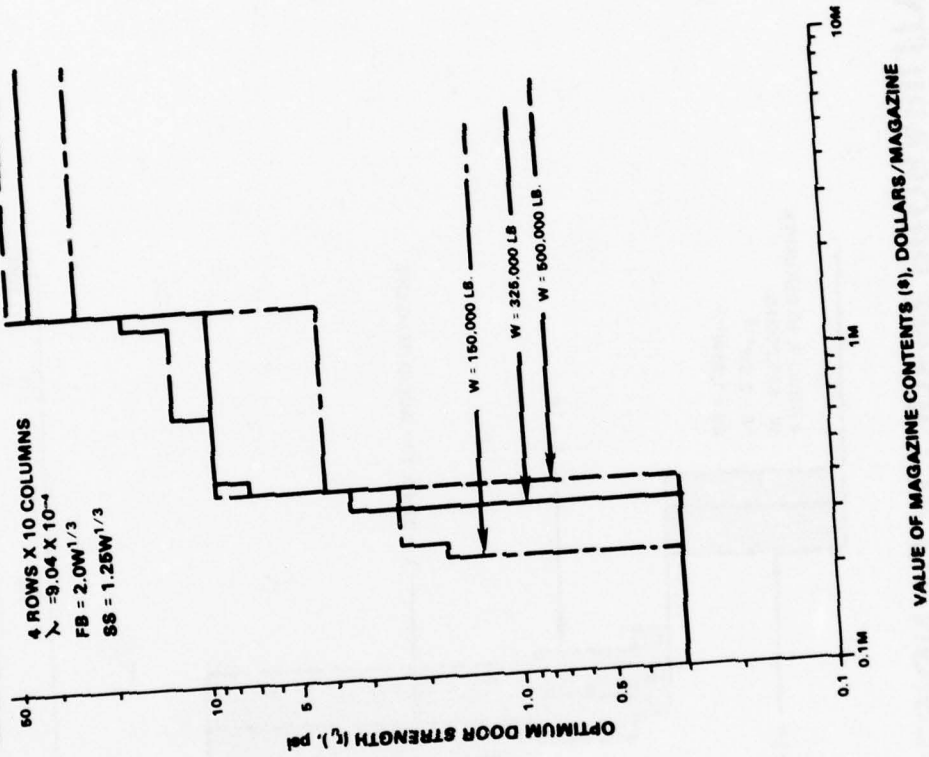 4 ROWS X 10 COLUMNS
λ = 9.04 X 10⁻⁴
FB = 2.0W^1/3
SS = 1.25W^1/3
50
10
5
1.0
0.5
0.1
OPTIMUM DOOR STRENGTH (r), psi
W = 150,000 LB.
W = 325,000 LB
W = 500,000 LB.
0.1M
1M
10M
VALUE OF MAGAZINE CONTENTS ($), DOLLARS/MAGAZINE